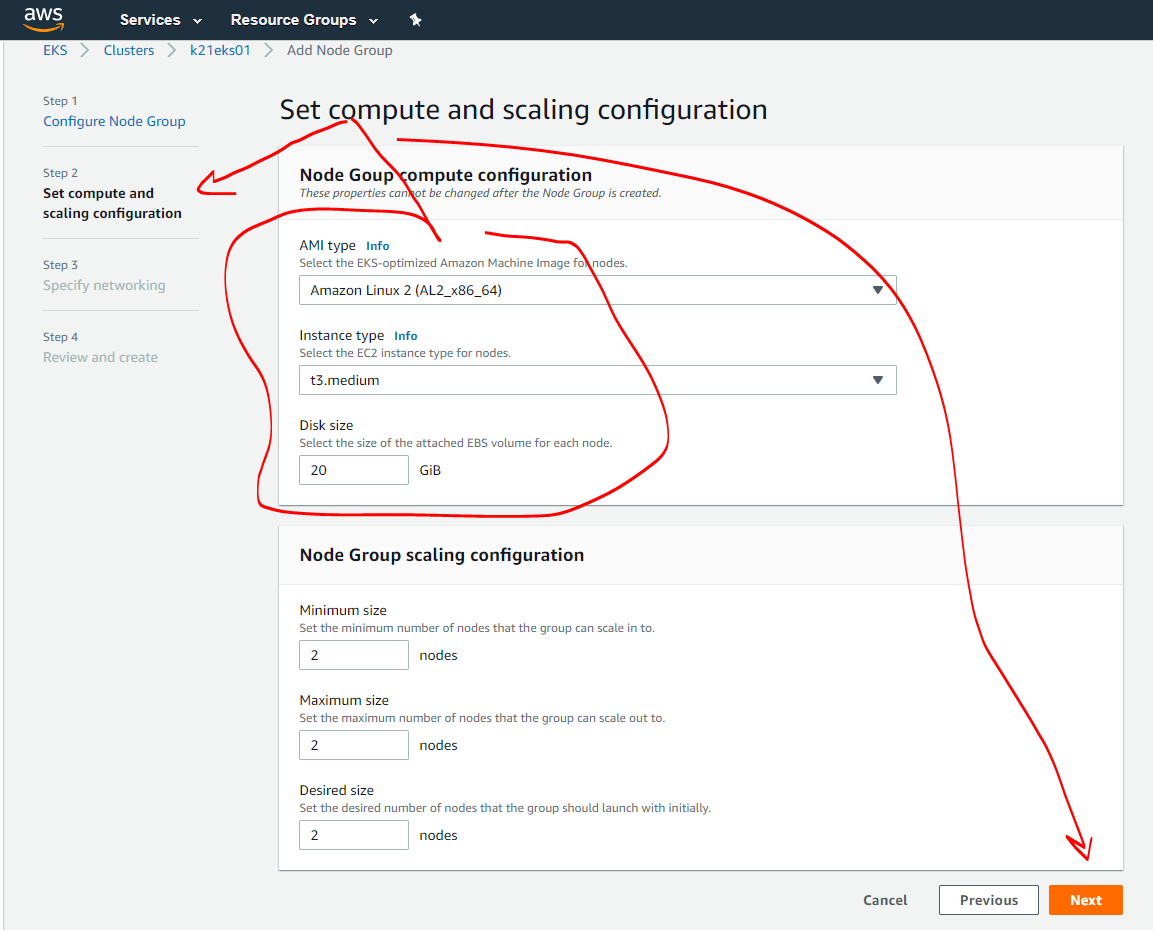 aws
Services
Resource Groups
EKS
Clusters
k21eks01
Add Node Group
Step 1
Configure Node Group
Step 2
Set compute and
scaling configuration
Step 3
Specify networking
Step 4
Review and create
Set compute and scaling configuration
Node Goup compute configuration
These properties cannot be changed after the Node Group is created.
AMI type Info
Select the EKS-optimized Amazon Machine Image for nodes.
Amazon Linux 2 (AL2_x86_64)
Instance type Info
Select the EC2 instance type for nodes.
t3.medium
Disk size
Select the size of the attached EBS volume for each node.
20 GiB
Node Group scaling configuration
Minimum size
Set the minimum number of nodes that the group can scale in to.
2 nodes
Maximum size
Set the maximum number of nodes that the group can scale out to.
2 nodes
Desired size
Set the desired number of nodes that the group should launch with initially.
2 nodes
Cancel
Previous
Next